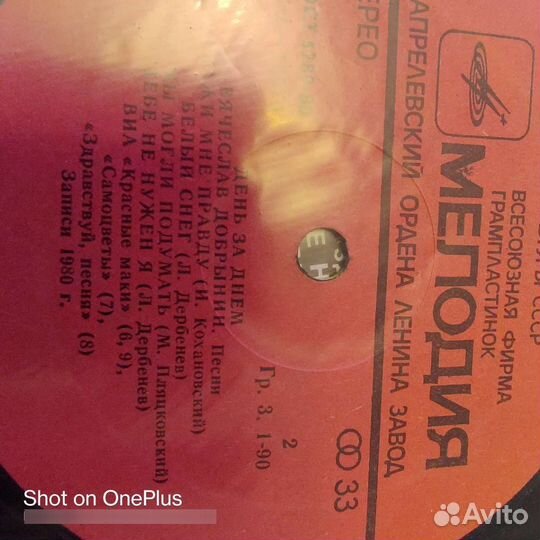 СССР
ВСЕСОЮЗНАЯ ФИРМА
ГРАМПЛАСТИНОК
МЕЛОДИЯ
АПРЕЛЕВСКИЙ ОРДЕНА ЛЕНИНА ЗАВОД
33
2
Гр. 3. 1-90
ДЕНЬ ЗА ДНЕМ
ВЯЧЕСЛАВ ДОБРЫНИН. Песни
МНЕ ПРАВДУ (И. Кохановский)
БЕЛЫЙ СНЕГ (Л. Дербенев)
МОГЛИ ПОДУМАТЬ (М. Пляцковский)
НЕ НУЖЕН Я (Л. Дербенев)
ВИА «Красные маки» (6, 9),
«Самоцветы» (7),
«Здравствуй, песня» (8)
Записи 1980 г.
Shot on OnePlus
Avito